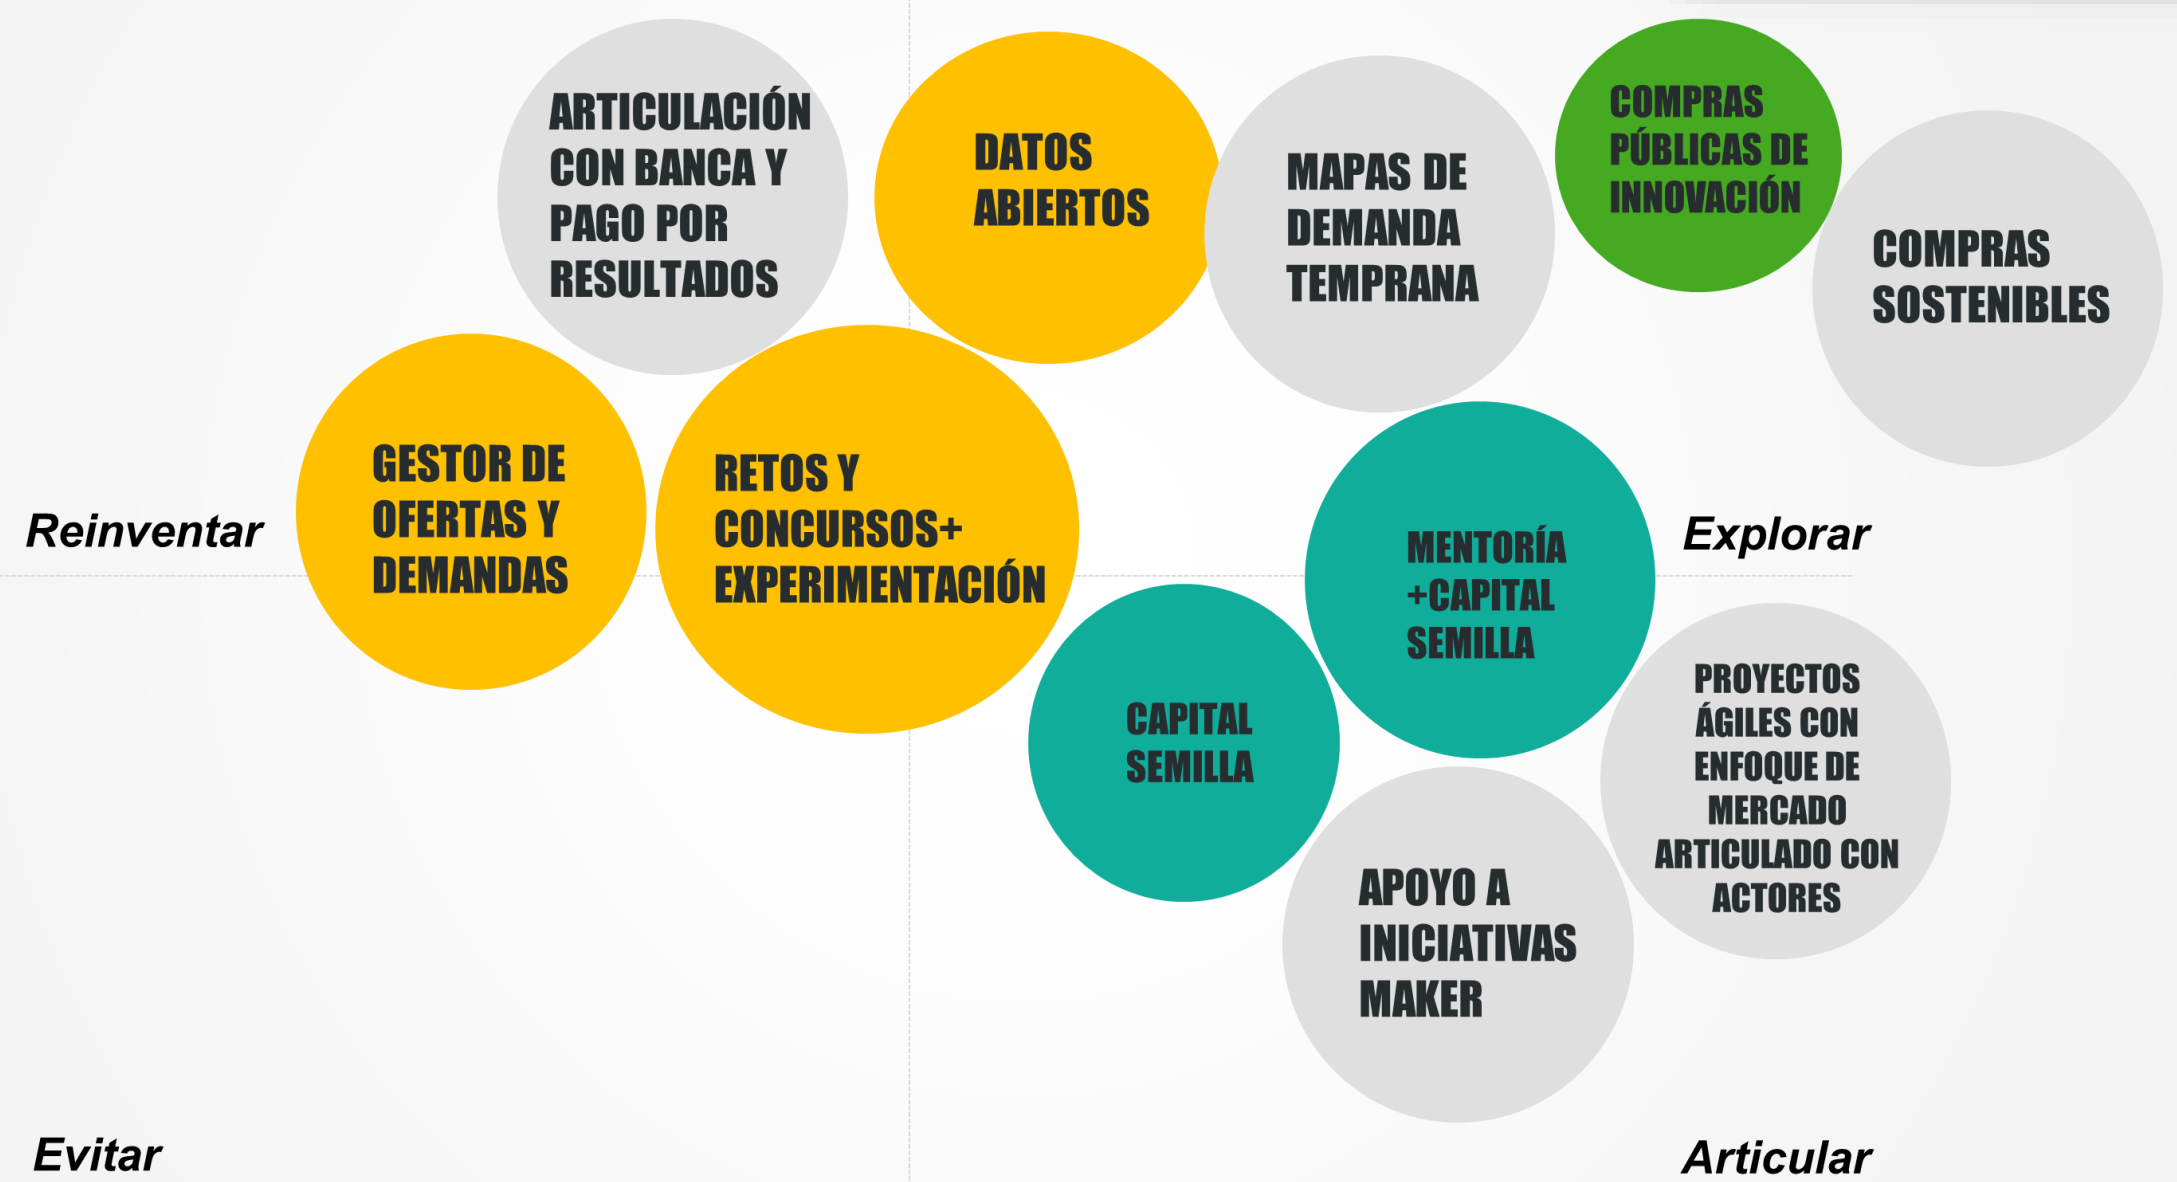 ARTICULACIÓN
CON BANCA Y
PAGO POR
RESULTADOS
DATOS
ABIERTOS
MAPAS DE
DEMANDA
TEMPRANA
COMPRAS
PÚBLICAS DE
INNOVACIÓN
COMPRAS
SOSTENIBLES
Reinventar
GESTOR DE
OFERTAS Y
DEMANDAS
RETOS Y
CONCURSOS+
EXPERIMENTACIÓN
MENTORÍA
+CAPITAL
SEMILLA
Explorar
CAPITAL
SEMILLA
PROYECTOS
ÁGILES CON
ENFOQUE DE
MERCADO
ARTICULADO CON
ACTORES
APOYO A
INICIATIVAS
MAKER
Evitar
Articular